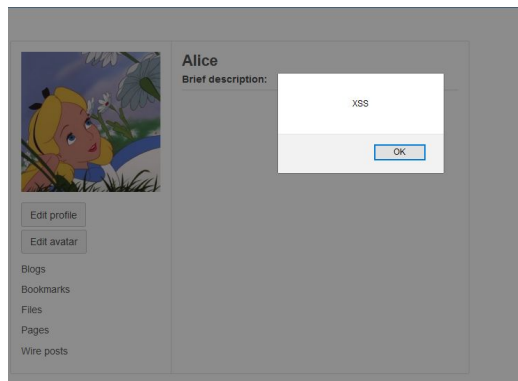 Alice
Brief description:
XSS
OK
Edit profile
Edit avatar
Blogs
Bookmarks
Files
Pages
Wire posts